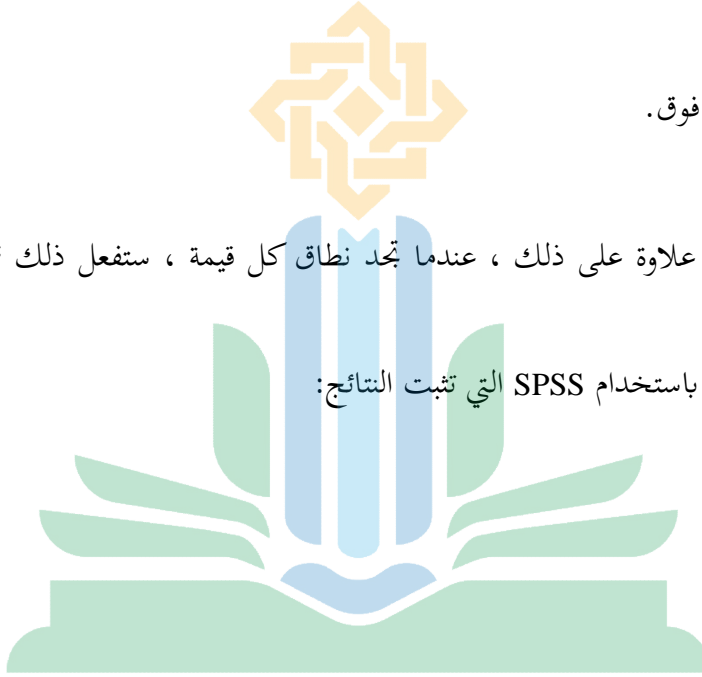 فوق.
علاوة على ذلك ، عندما تجد نطاق كل قيمة ، ستفعل ذلك
باستخدام SPSS التي تثبت النتائج: